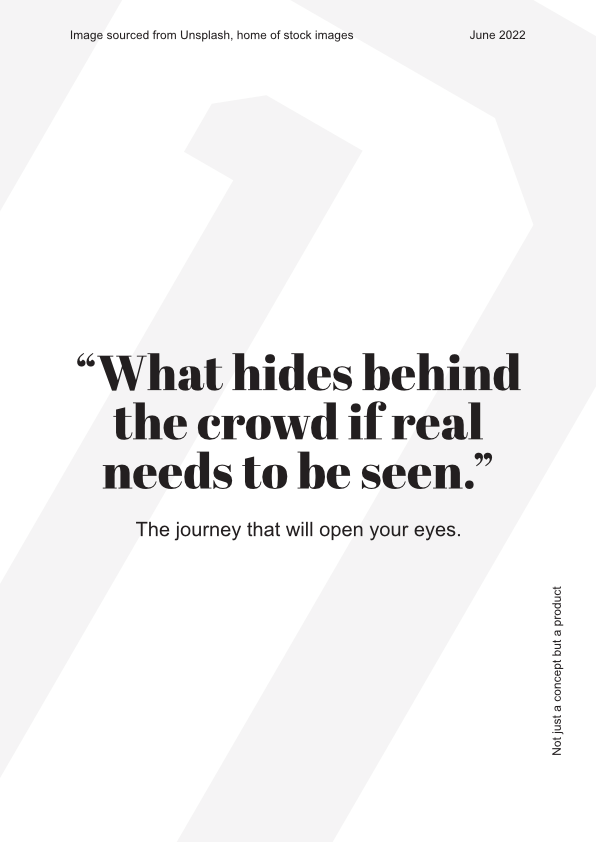 Image sourced from Unsplash, home of stock images
June 2022
“What hides behind
the crowd if real
needs to be seen.”
The journey that will open your eyes.
Not just a concept but a product